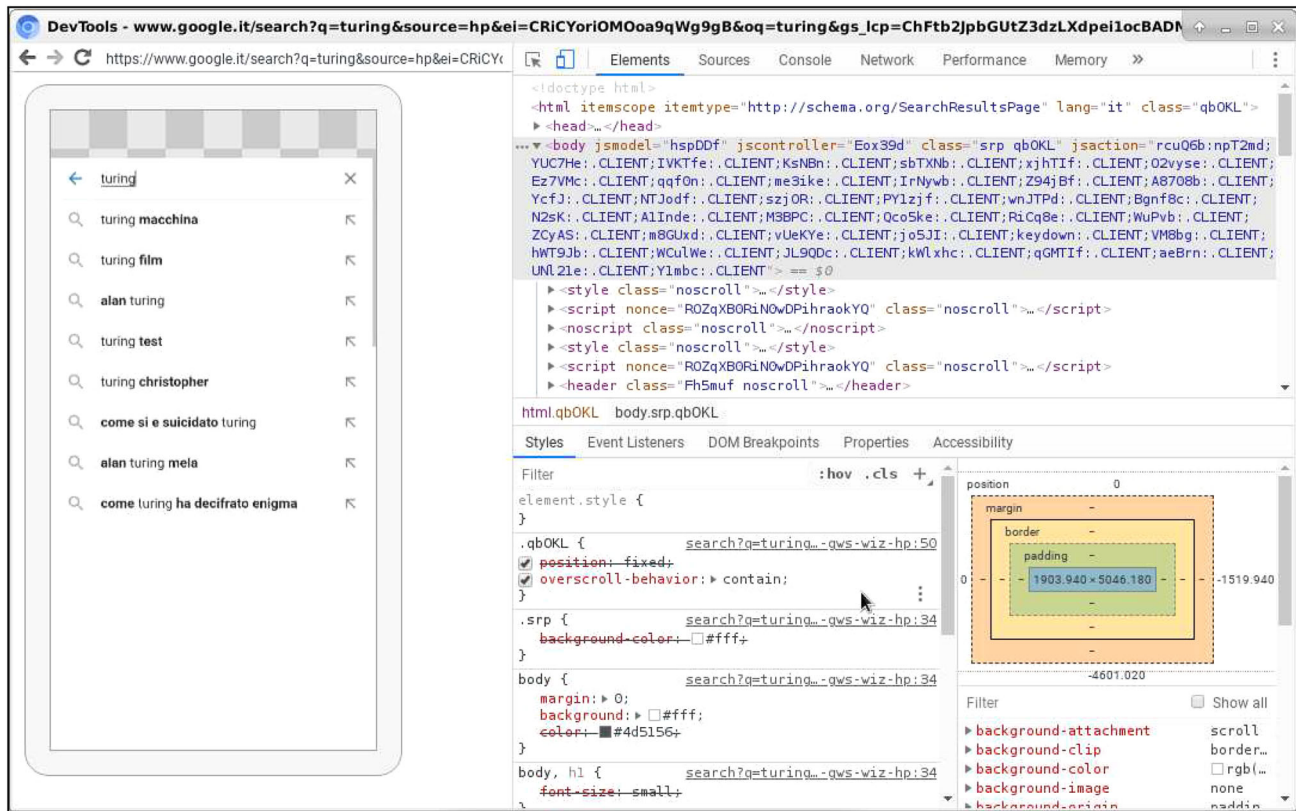 DevTools - www.google.it/search?q=turing&source=hp&ei=CRiCYoriOMOoa9qWg9gB&oq=turing&gs_lcp=ChFtb2JpbGUtZ3dzLXdpei1ocBADM
https://www.google.it/search?q=turing&source=hp&ei=CRiCYo
Elements Sources Console Network Performance Memory »
turing
turing macchina
turing film
alan turing
turing test
turing christopher
come si e suicidato turing
alan turing mela
come turing ha decifrato enigma
<!doctype html>
<html itemscope itemtype="http://schema.org/SearchResultsPage" lang="it" class="qbOKL">
<head>…</head>
<body jsmodel="hspDDf" jscontroller="Eox39d" class="srp qbOKL" jsaction="rcuQ6b:npT2md;
YUC7He:.CLIENT;IVKTfe:.CLIENT;KsNBn:.CLIENT;sbTXNb:.CLIENT;xjhTIf:.CLIENT;O2vyse:.CLIENT;
Ez7VMc:.CLIENT;qqf0n:.CLIENT;me3ike:.CLIENT;IrNywb:.CLIENT;Z94jBf:.CLIENT;A8708b:.CLIENT;
YcfJ:.CLIENT;NTJodf:.CLIENT;szjOR:.CLIENT;PY1zjf:.CLIENT;wnJTPd:.CLIENT;Bgnf8c:.CLIENT;
N2sK:.CLIENT;A1Inde:.CLIENT;M3BPC:.CLIENT;Qco5ke:.CLIENT;RiCq8e:.CLIENT;WuPvb:.CLIENT;
ZCyAS:.CLIENT;m8GUxd:.CLIENT;vUeKYe:.CLIENT;jo5JI:.CLIENT;keydown:.CLIENT;VM8bg:.CLIENT;
hWT9Jb:.CLIENT;WCulWe:.CLIENT;JL9QDc:.CLIENT;kWlxhc:.CLIENT;qGMTIf:.CLIENT;aeBrn:.CLIENT;
UNl21e:.CLIENT;Y1mbc:.CLIENT"> == $0
<style class="noscroll">…</style>
<script nonce="ROZqXB0RiN0wDPihraokYQ" class="noscroll">…</script>
<noscript class="noscroll">…</noscript>
<style class="noscroll">…</style>
<script nonce="ROZqXB0RiN0wDPihraokYQ" class="noscroll">…</script>
<header class="Fh5muf noscroll">…</header>
html.qbOKL body.srp.qbOKL
Styles Event Listeners DOM Breakpoints Properties Accessibility
Filter :hov .cls +
element.style {
}
.qbOKL { search?q=turing…-gws-wiz-hp:50
position: fixed;
overscroll-behavior: contain;
}
.srp { search?q=turing…-gws-wiz-hp:34
background-color: #fff;
}
body { search?q=turing…-gws-wiz-hp:34
margin: 0;
background: #fff;
color: #4d5156;
}
body, h1 { search?q=turing…-gws-wiz-hp:34
font-size: small;
}
position 0
margin -
border -
padding -
0 - - - 1903.940 × 5046.180 - - - -1519.940
-
-
-
-4601.020
Filter Show all
background-attachment scroll
background-clip border…
background-color rgb(…
background-image none
background-origin paddin